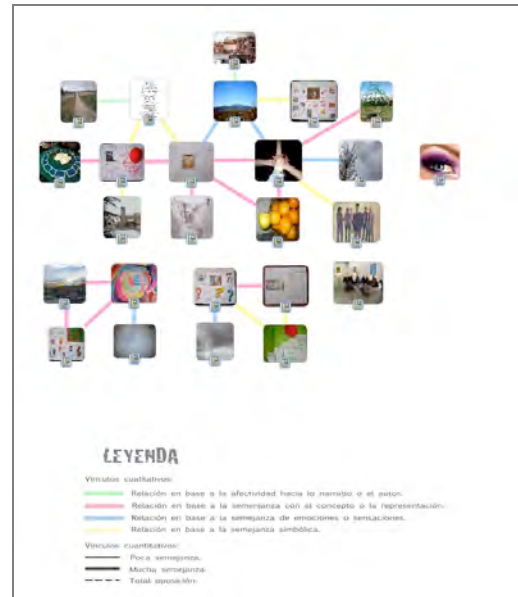 LEYENDA
Vínculos cualitativos:
Relación en base a la afectividad hacia lo narrado o el autor.
Relación en base a la semenjanza con el concepto o la representación.
Relación en base a la semejanza de emociones o sensaciones.
Relación en base a la semejanza simbólica.
Vínculos cuantitativos:
Poca semejanza.
Mucha semejanza.
Total oposición.